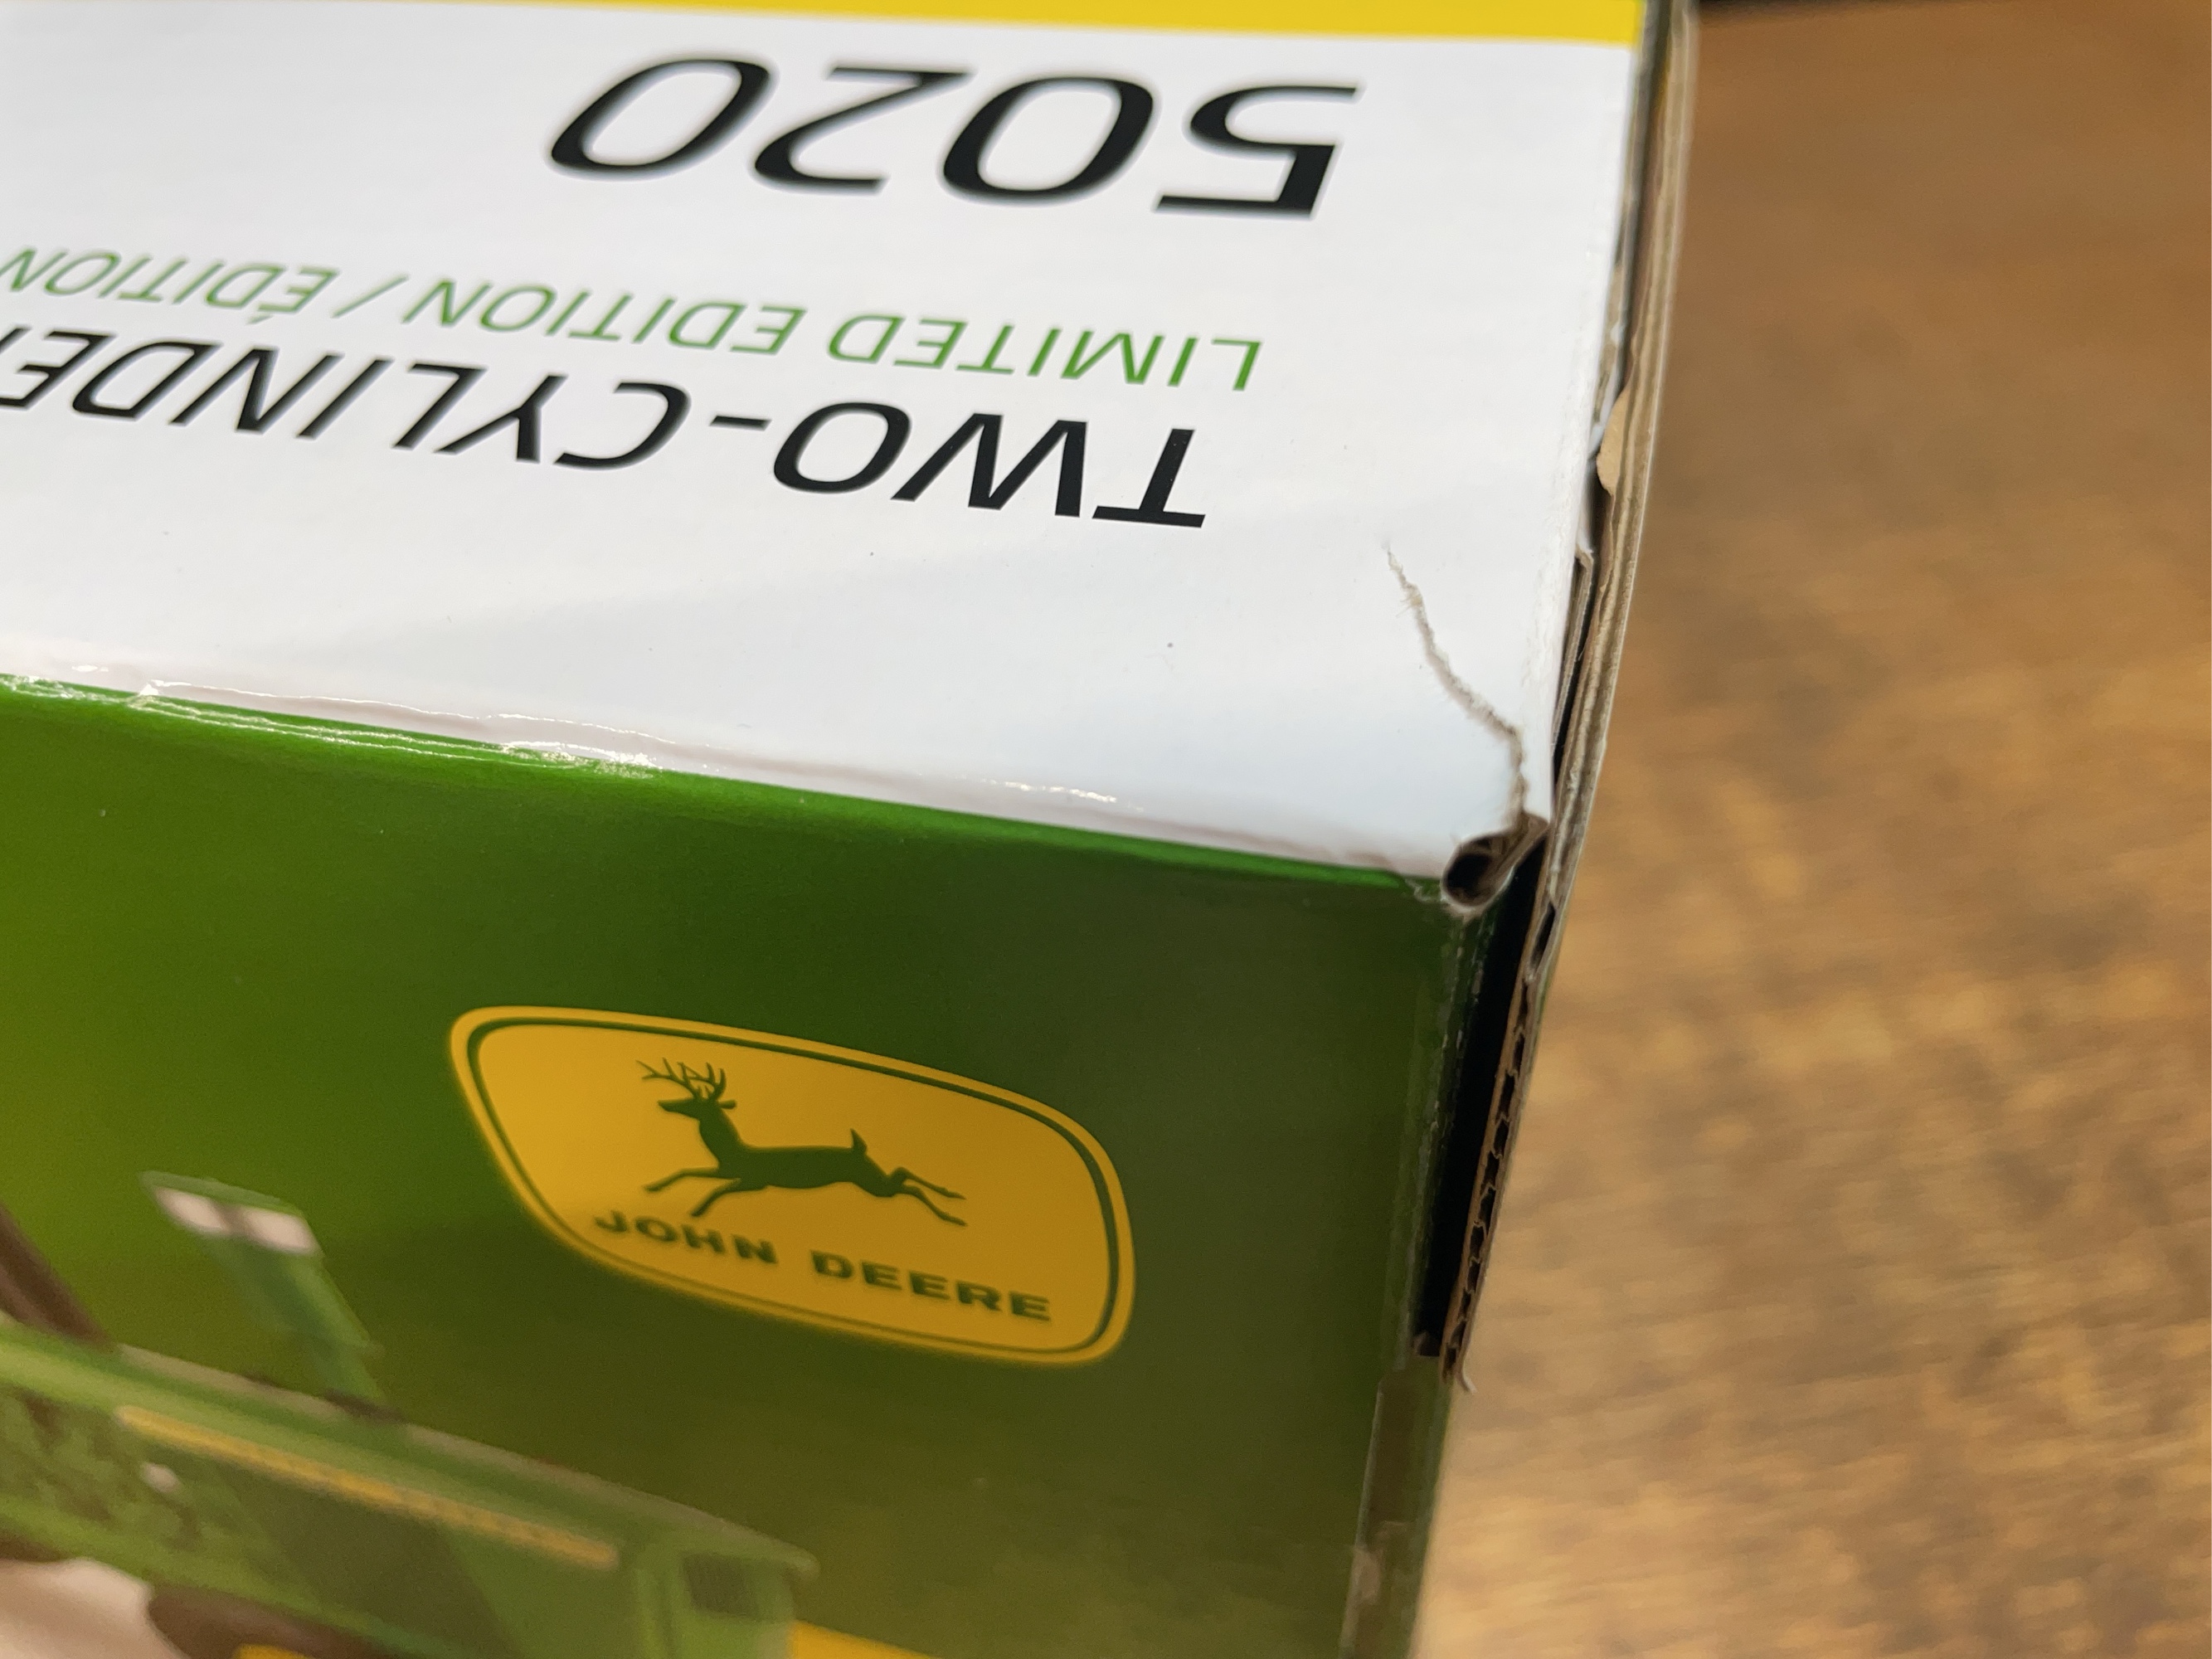 5020
LIMITED EDITION / ÉDITION
TWO-CYLINDE
JOHN DEERE